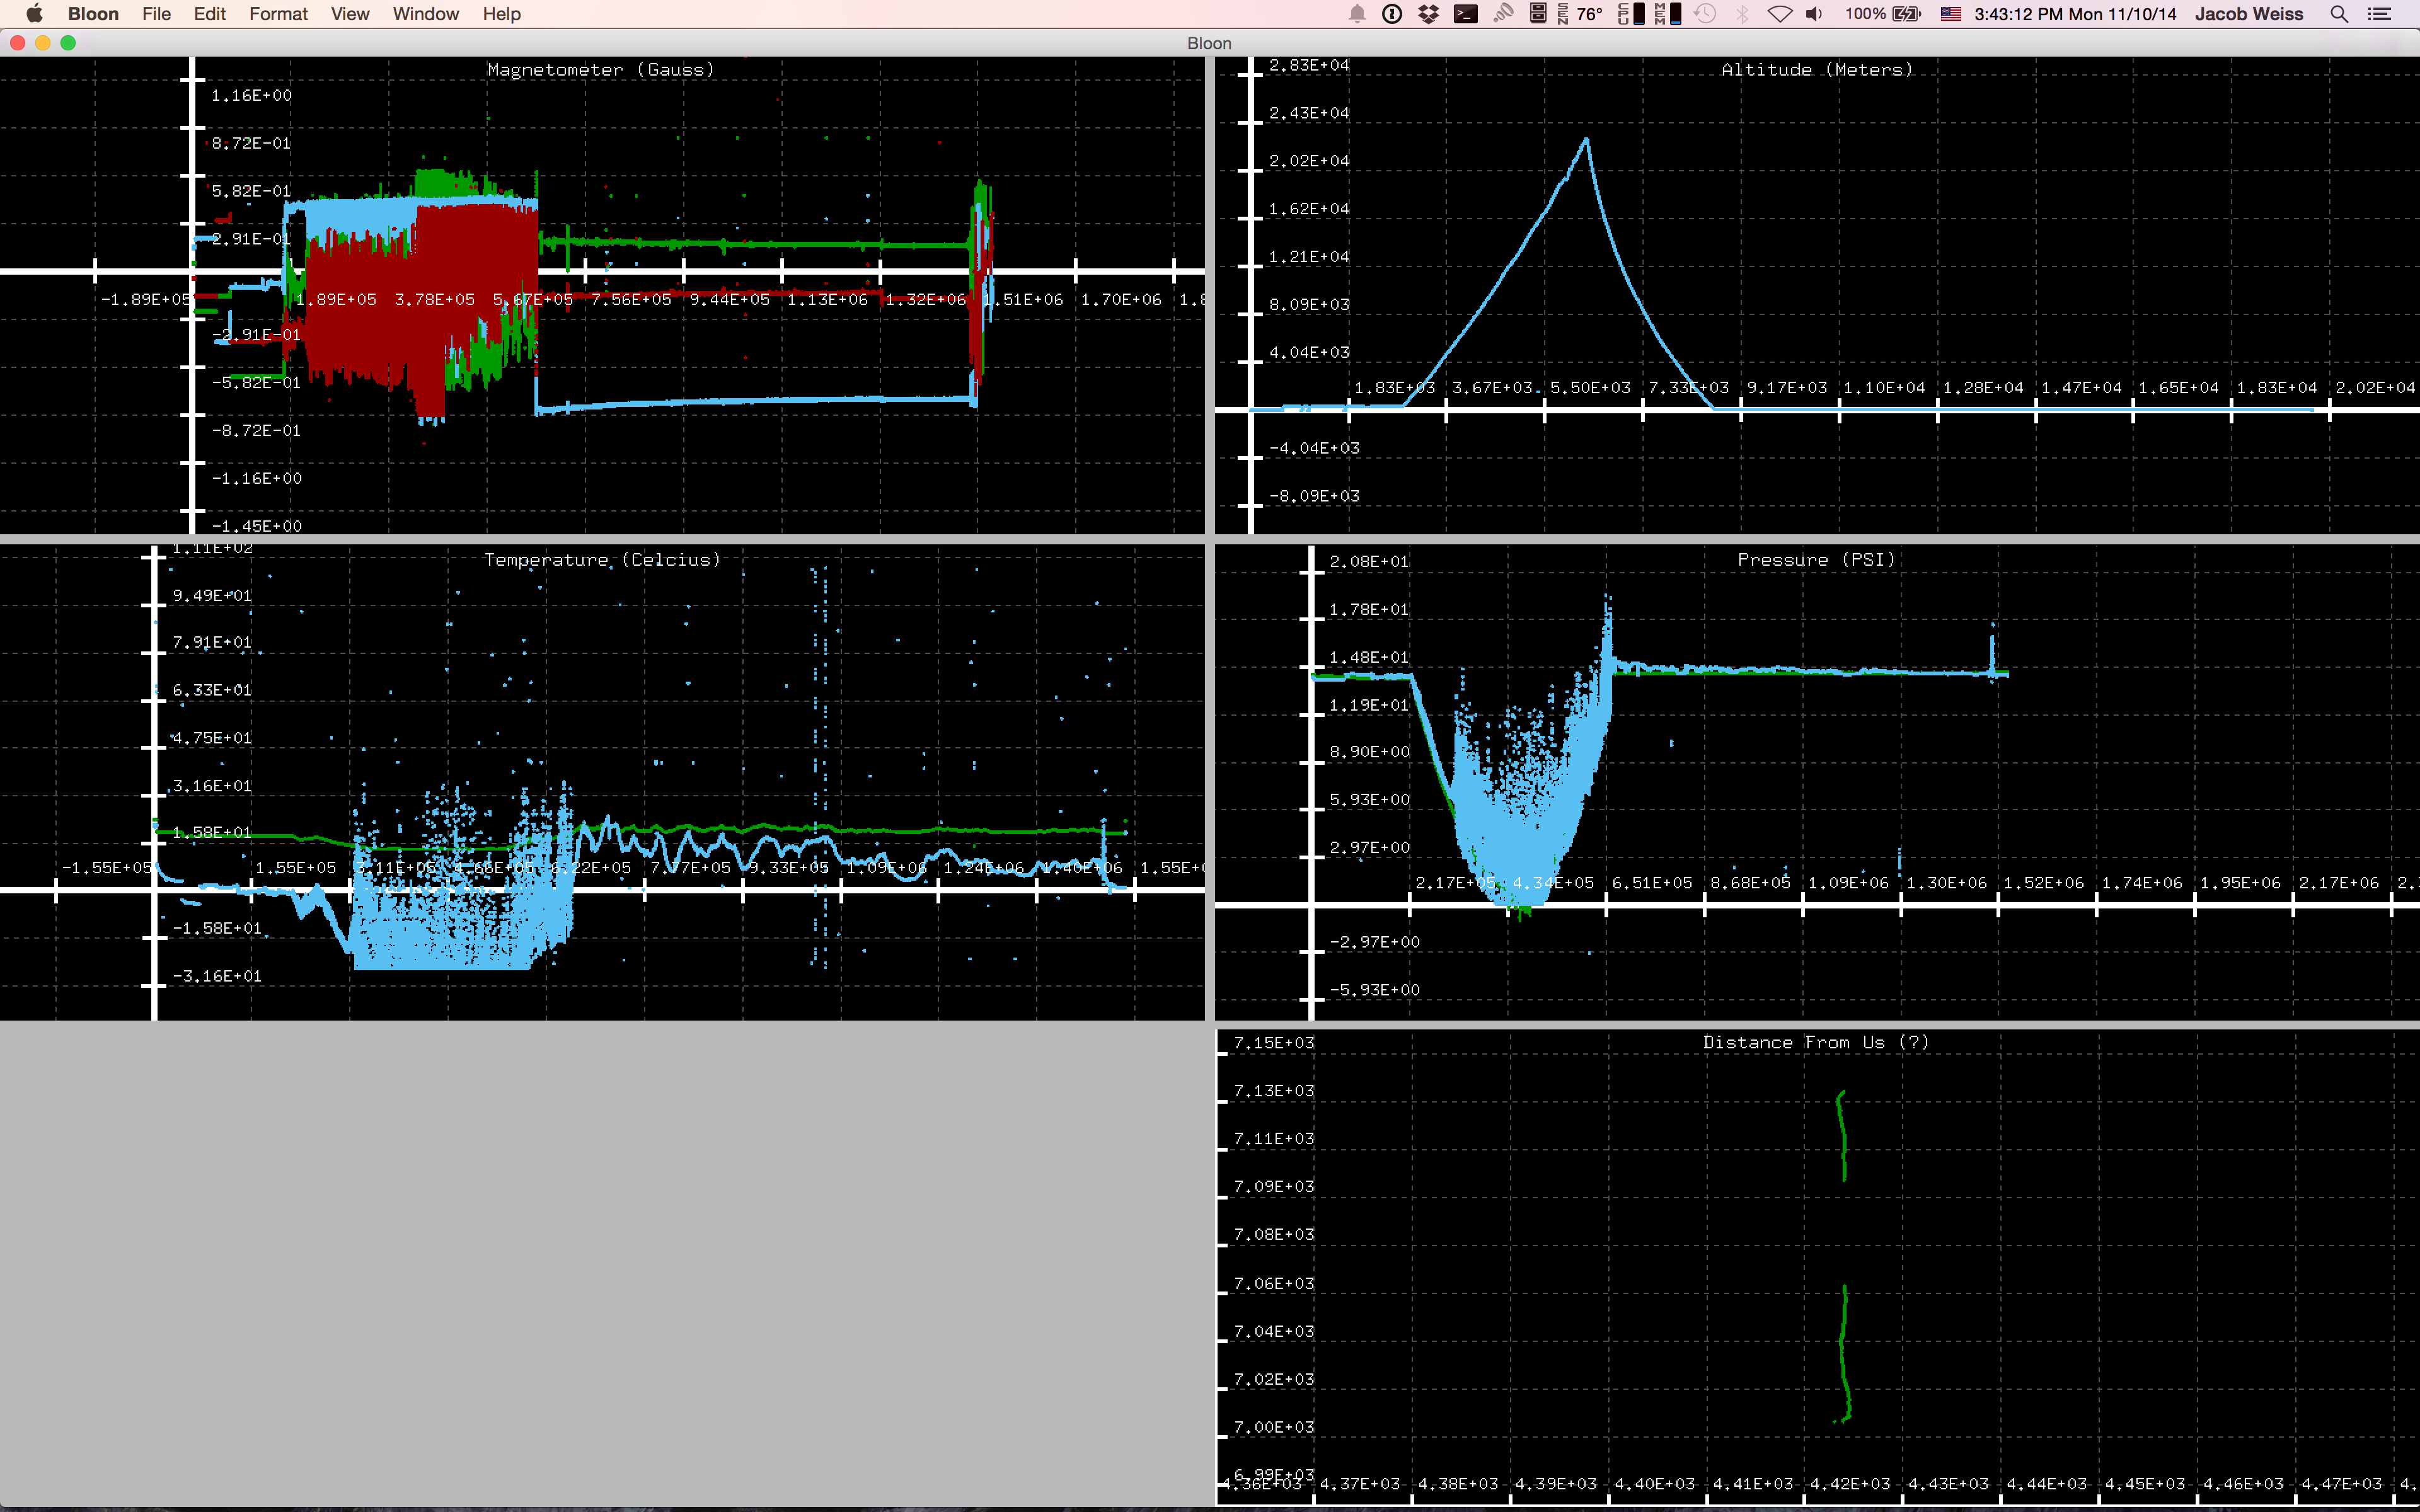 Bloon File Edit Format View Window Help
SEN 76° CPU MEM 100% 3:43:12 PM Mon 11/10/14 Jacob Weiss
Bloon
Magnetometer (Gauss)
1.16E+00
8.72E-01
5.82E-01
2.91E-01
-1.89E+05 1.89E+05 3.78E+05 5.67E+05 7.56E+05 9.44E+05 1.13E+06 1.32E+06 1.51E+06 1.70E+06
-2.91E-01
-5.82E-01
-8.72E-01
-1.16E+00
-1.45E+00
Altitude (Meters)
2.83E+04
2.43E+04
2.02E+04
1.62E+04
1.21E+04
8.09E+03
4.04E+03
1.83E+03 3.67E+03 5.50E+03 7.33E+03 9.17E+03 1.10E+04 1.28E+04 1.47E+04 1.65E+04 1.83E+04 2.02E+04
-4.04E+03
-8.09E+03
Temperature (Celcius)
1.11E+02
9.49E+01
7.91E+01
6.33E+01
4.75E+01
3.16E+01
1.58E+01
-1.55E+05 1.55E+05 3.11E+05 4.66E+05 6.22E+05 7.77E+05 9.33E+05 1.09E+06 1.24E+06 1.40E+06 1.55E+
-1.58E+01
-3.16E+01
Pressure (PSI)
2.08E+01
1.78E+01
1.48E+01
1.19E+01
8.90E+00
5.93E+00
2.97E+00
2.17E+05 4.34E+05 6.51E+05 8.68E+05 1.09E+06 1.30E+06 1.52E+06 1.74E+06 1.95E+06 2.17E+06
-2.97E+00
-5.93E+00
Distance From Us (?)
7.15E+03
7.13E+03
7.11E+03
7.09E+03
7.08E+03
7.06E+03
7.04E+03
7.02E+03
7.00E+03
6.99E+03
4.36E+03 4.37E+03 4.38E+03 4.39E+03 4.40E+03 4.41E+03 4.42E+03 4.43E+03 4.44E+03 4.45E+03 4.46E+03 4.47E+03